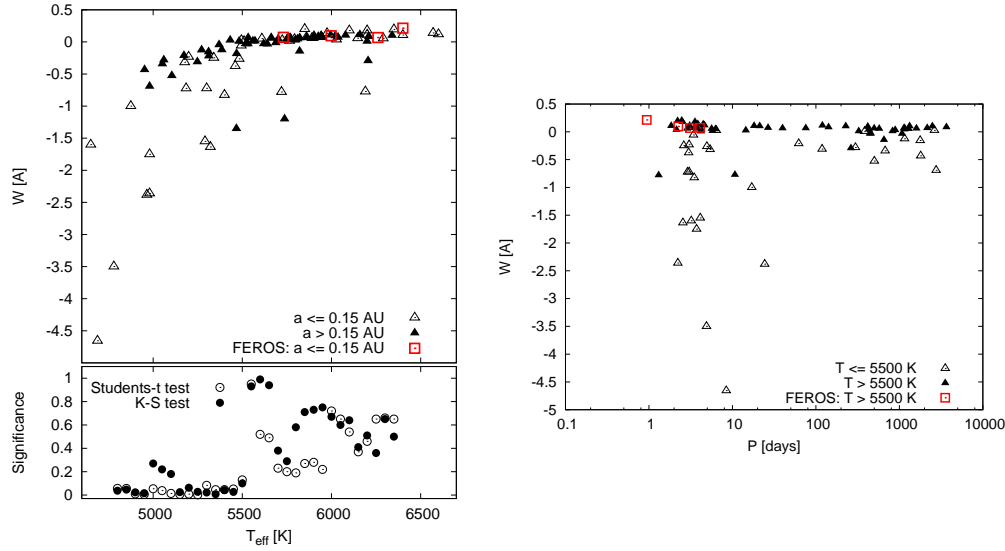 0.5
0
-0.5
-1
-1.5
-2
-2.5
-3
-3.5
-4
-4.5
W [A]
a <= 0.15 AU
a > 0.15 AU
FEROS: a <= 0.15 AU
1
0.8
0.6
0.4
0.2
0
Significance
Students-t test
K-S test
5000 5500 6000 6500
T_eff [K]
0.5
0
-0.5
-1
-1.5
-2
-2.5
-3
-3.5
-4
-4.5
-5
W [A]
T <= 5500 K
T > 5500 K
FEROS: T > 5500 K
0.1 1 10 100 1000 10000
P [days]